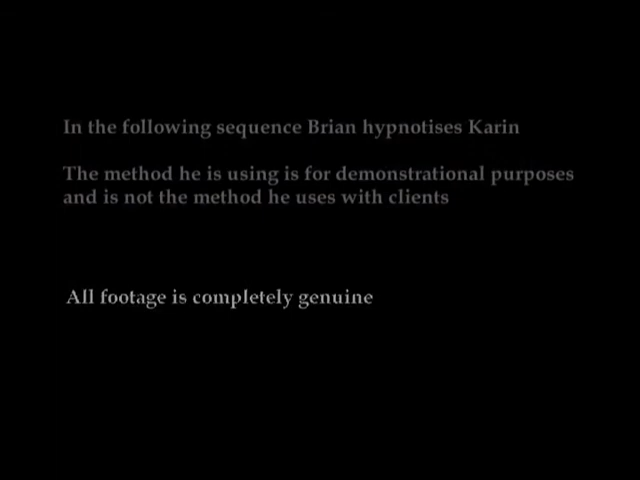 In the following sequence Brian hypnotises Karin
The method he is using is for demonstrational purposes
and is not the method he uses with clients
All footage is completely genuine